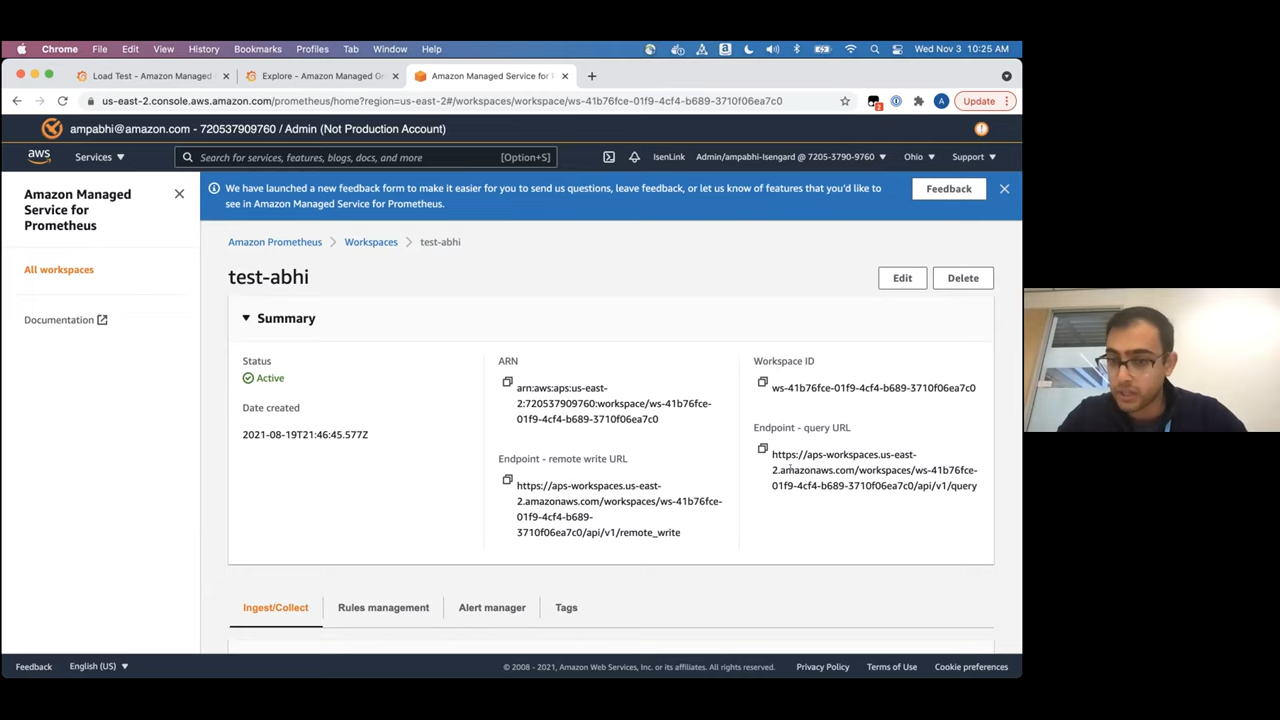 Chrome File Edit View History Bookmarks Profiles Tab Window Help Wed Nov 3 10:25 AM
Load Test - Amazon Managed Explore - Amazon Managed Gr Amazon Managed Service for
us-east-2.console.aws.amazon.com/prometheus/home?region=us-east-2#/workspaces/workspace/ws-41b76fce-01f9-4cf4-b689-3710f06ea7c0 2 A Update
ampabhi@amazon.com - 720537909760 / Admin (Not Production Account)
aws Services Search for services, features, blogs, docs, and more [Option+S] IsenLink Admin/ampabhi-Isengard @ 7205-3790-9760 Ohio Support
Amazon Managed
Service for
Prometheus
All workspaces
Documentation
We have launched a new feedback form to make it easier for you to send us questions, leave feedback, or let us know of features that you'd like to
see in Amazon Managed Service for Prometheus.
Feedback
Amazon Prometheus Workspaces test-abhi
test-abhi
Edit Delete
Summary
Status
Active
Date created
2021-08-19T21:46:45.577Z
ARN
arn:aws:aps:us-east-
2:720537909760:workspace/ws-41b76fce-
01f9-4cf4-b689-3710f06ea7c0
Endpoint - remote write URL
https://aps-workspaces.us-east-
2.amazonaws.com/workspaces/ws-41b76fce-
01f9-4cf4-b689-
3710f06ea7c0/api/v1/remote_write
Workspace ID
ws-41b76fce-01f9-4cf4-b689-3710f06ea7c0
Endpoint - query URL
https://aps-workspaces.us-east-
2.amazonaws.com/workspaces/ws-41b76fce-
01f9-4cf4-b689-3710f06ea7c0/api/v1/query
Ingest/Collect Rules management Alert manager Tags
Feedback English (US) © 2008 - 2021, Amazon Web Services, Inc. or its affiliates. All rights reserved. Privacy Policy Terms of Use Cookie preferences